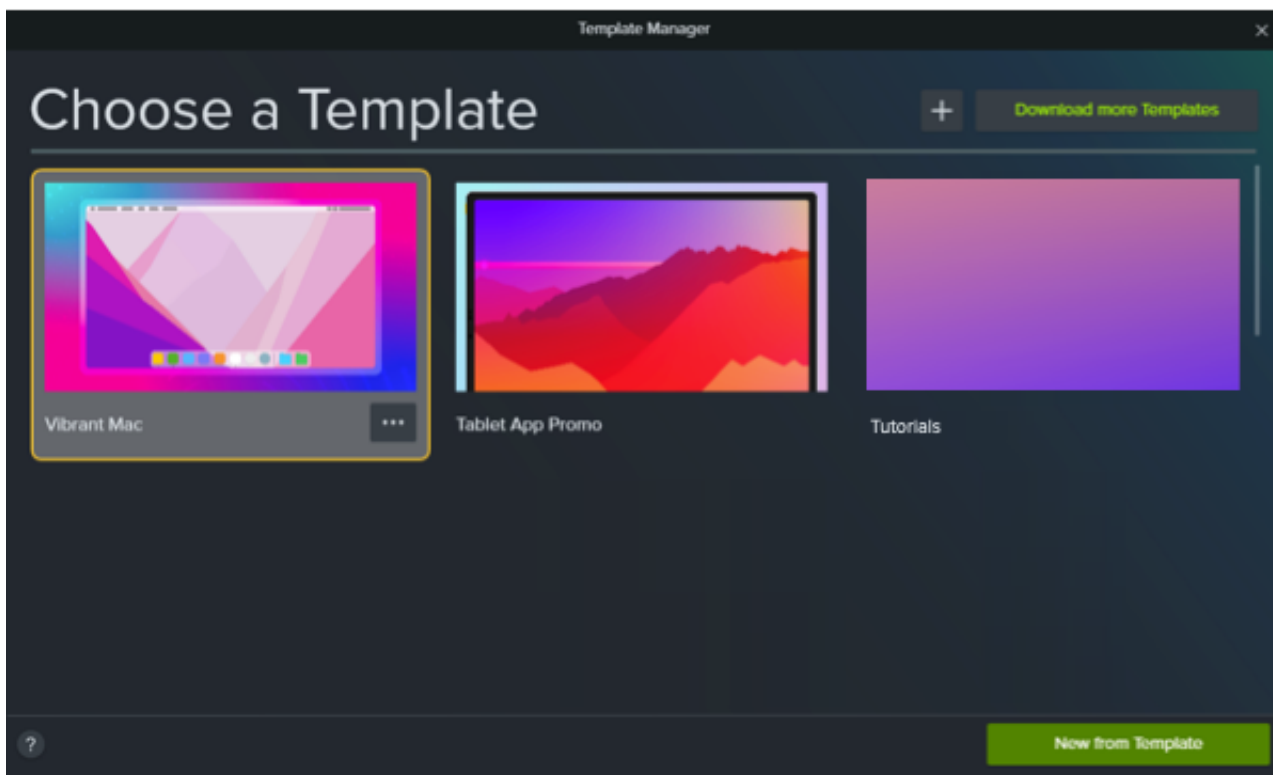 Template Manager
Choose a Template
Download more Templates
Vibrant Mac
Tablet App Promo
Tutorials
?
New from Template